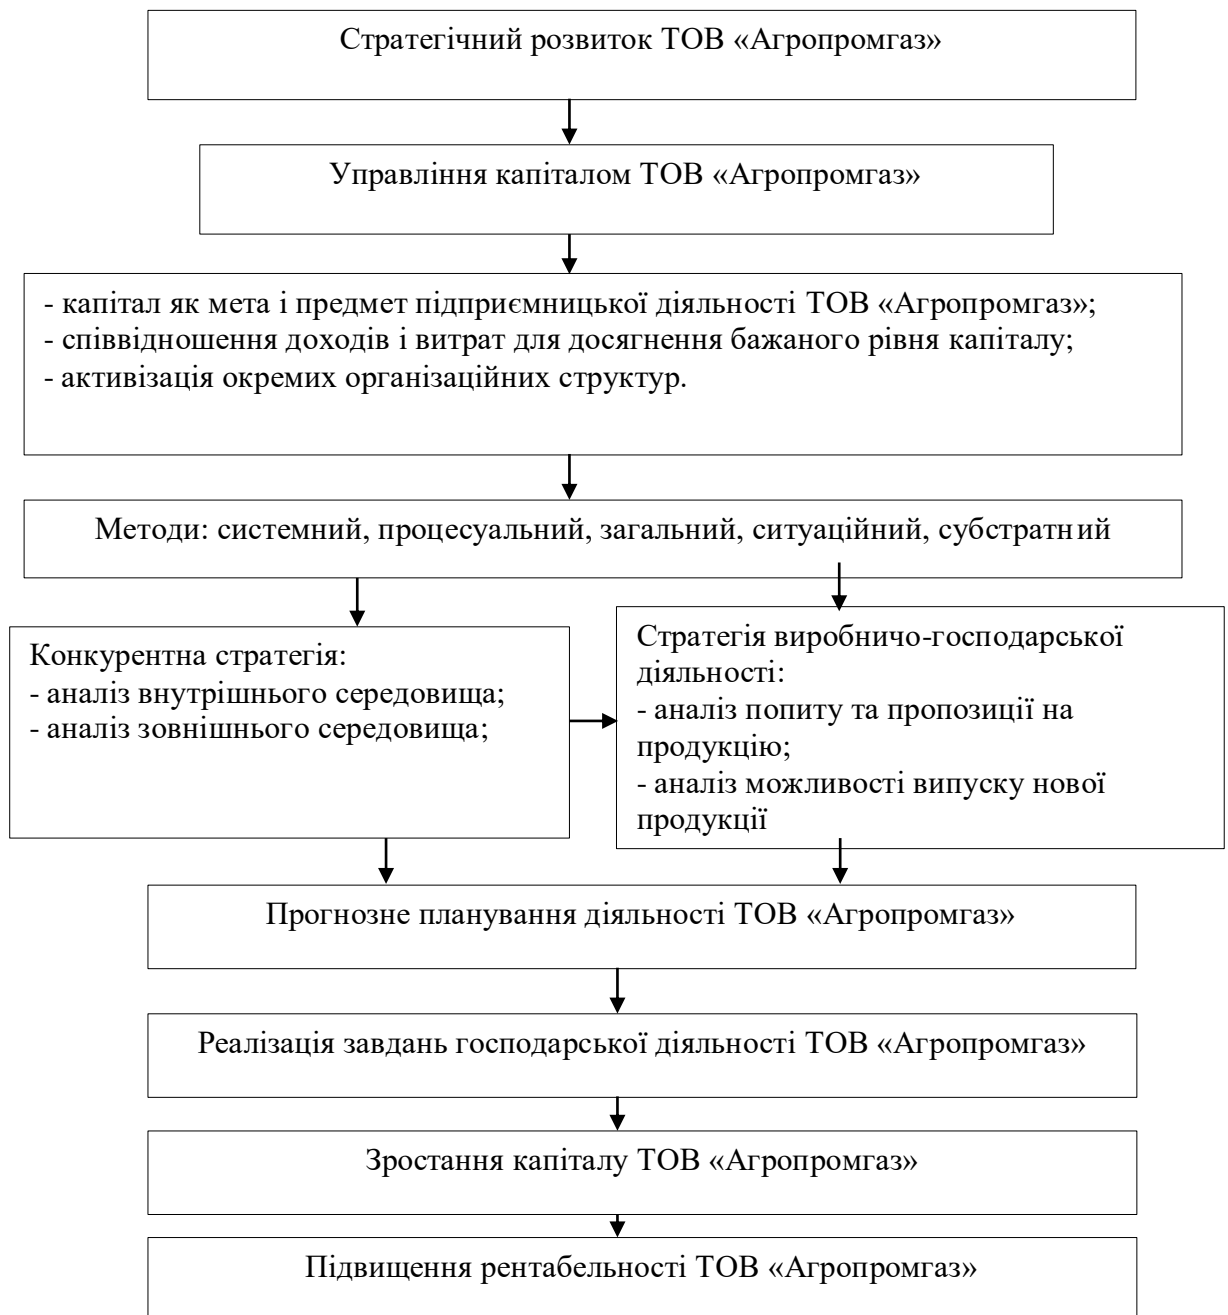 Стратегічний розвиток ТОВ «Агропромгаз»
Управління капіталом ТОВ «Агропромгаз»
- капітал як мета і предмет підприємницької діяльності ТОВ «Агропромгаз»;
- співвідношення доходів і витрат для досягнення бажаного рівня капіталу;
- активізація окремих організаційних структур.
Методи: системний, процесуальний, загальний, ситуаційний, субстратний
Конкурентна стратегія:
- аналіз внутрішнього середовища;
- аналіз зовнішнього середовища;
Стратегія виробничо-господарської
діяльності:
- аналіз попиту та пропозиції на
продукцію;
- аналіз можливості випуску нової
продукції
Прогнозне планування діяльності ТОВ «Агропромгаз»
Реалізація завдань господарської діяльності ТОВ «Агропромгаз»
Зростання капіталу ТОВ «Агропромгаз»
Підвищення рентабельності ТОВ «Агропромгаз»